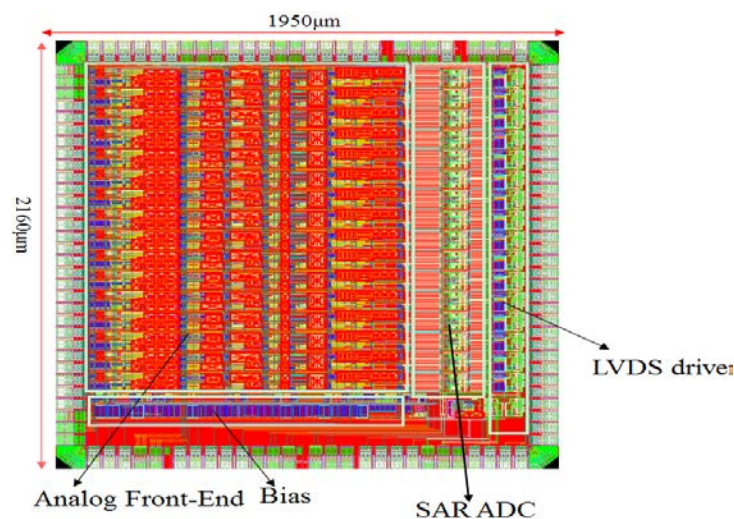 1950μm
2160μm
LVDS driver
Analog Front-End
Bias
SAR ADC